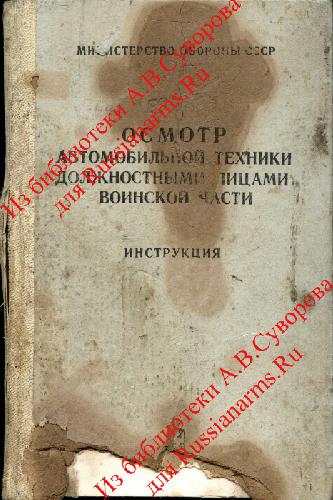 МИНИСТЕРСТВО ОБОРОНЫ СССР
ОСМОТР
АВТОМОБИЛЬНОЙ ТЕХНИКИ
ДОЛЖНОСТНЫМИ ЛИЦАМИ
ВОИНСКОЙ ЧАСТИ
ИНСТРУКЦИЯ
Из библиотеки А.В.Суворова
для Russianarms.Ru
Из библиотеки А.В.Суворова
для Russianarms.Ru